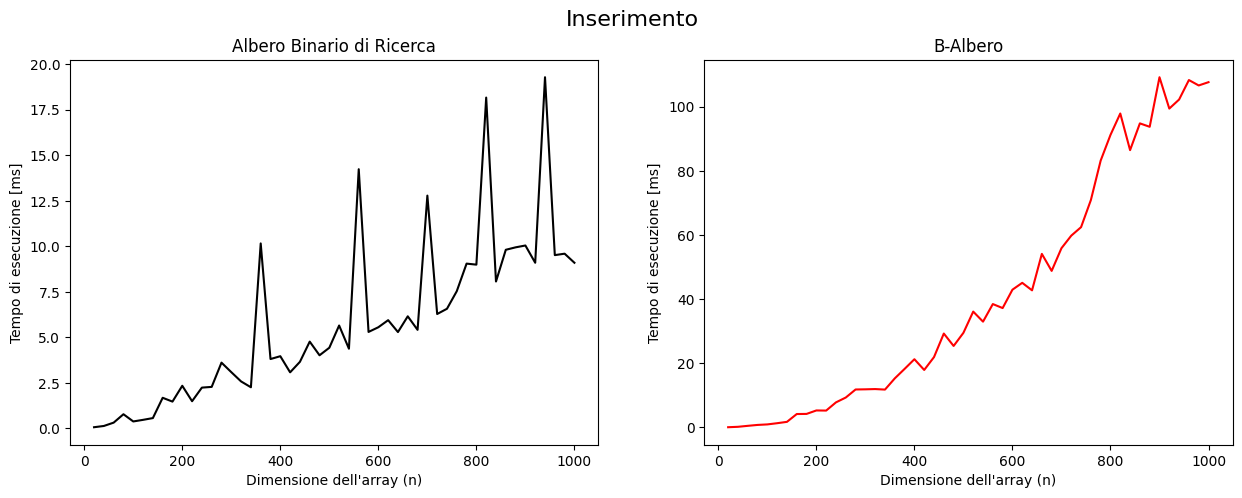 Inserimento
Albero Binario di Ricerca
Tempo di esecuzione [ms]
20.0
17.5
15.0
12.5
10.0
7.5
5.0
2.5
0.0
0 200 400 600 800 1000
Dimensione dell'array (n)
B-Albero
Tempo di esecuzione [ms]
100
80
60
40
20
0
0 200 400 600 800 1000
Dimensione dell'array (n)